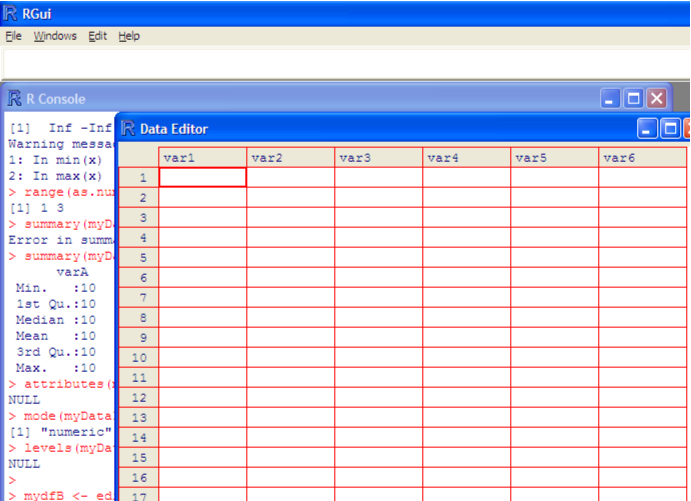 RGui
File Windows Edit Help
R Console
[1] Inf -Inf
Warning messa
1: In min(x)
2: In max(x)
> range(as.nu
[1] 1 3
> summary(myD
Error in summ
> summary(myD
varA
Min. :10
1st Qu.:10
Median :10
Mean :10
3rd Qu.:10
Max. :10
> attributes(
NULL
> mode(myData
[1] "numeric"
> levels(myDa
NULL
>
> mydfB <- ed
Data Editor
var1 var2 var3 var4 var5 var6
1
2
3
4
5
6
7
8
9
10
11
12
13
14
15
16
17